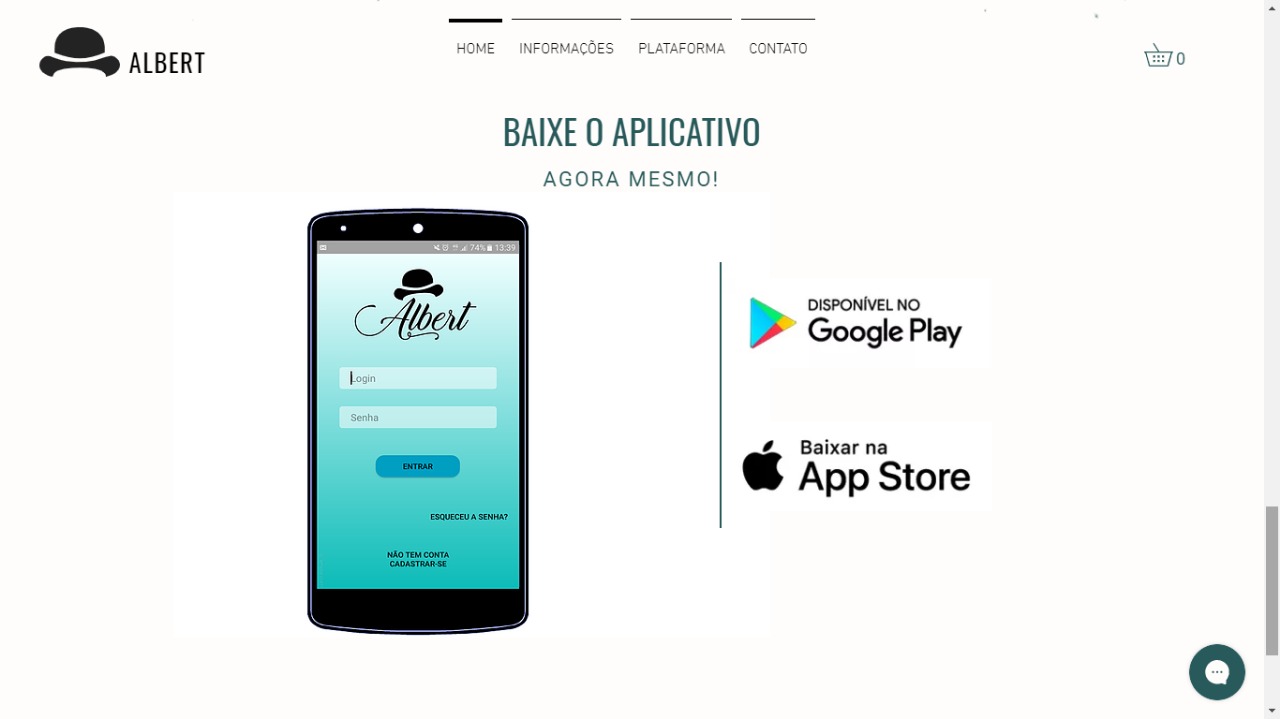 ALBERT
HOME INFORMAÇÕES PLATAFORMA CONTATO
0
BAIXE O APLICATIVO
AGORA MESMO!
74% 13:39
Albert
Login
Senha
ENTRAR
ESQUECEU A SENHA?
NÃO TEM CONTA
CADASTRAR-SE
DISPONÍVEL NO
Google Play
Baixar na
App Store